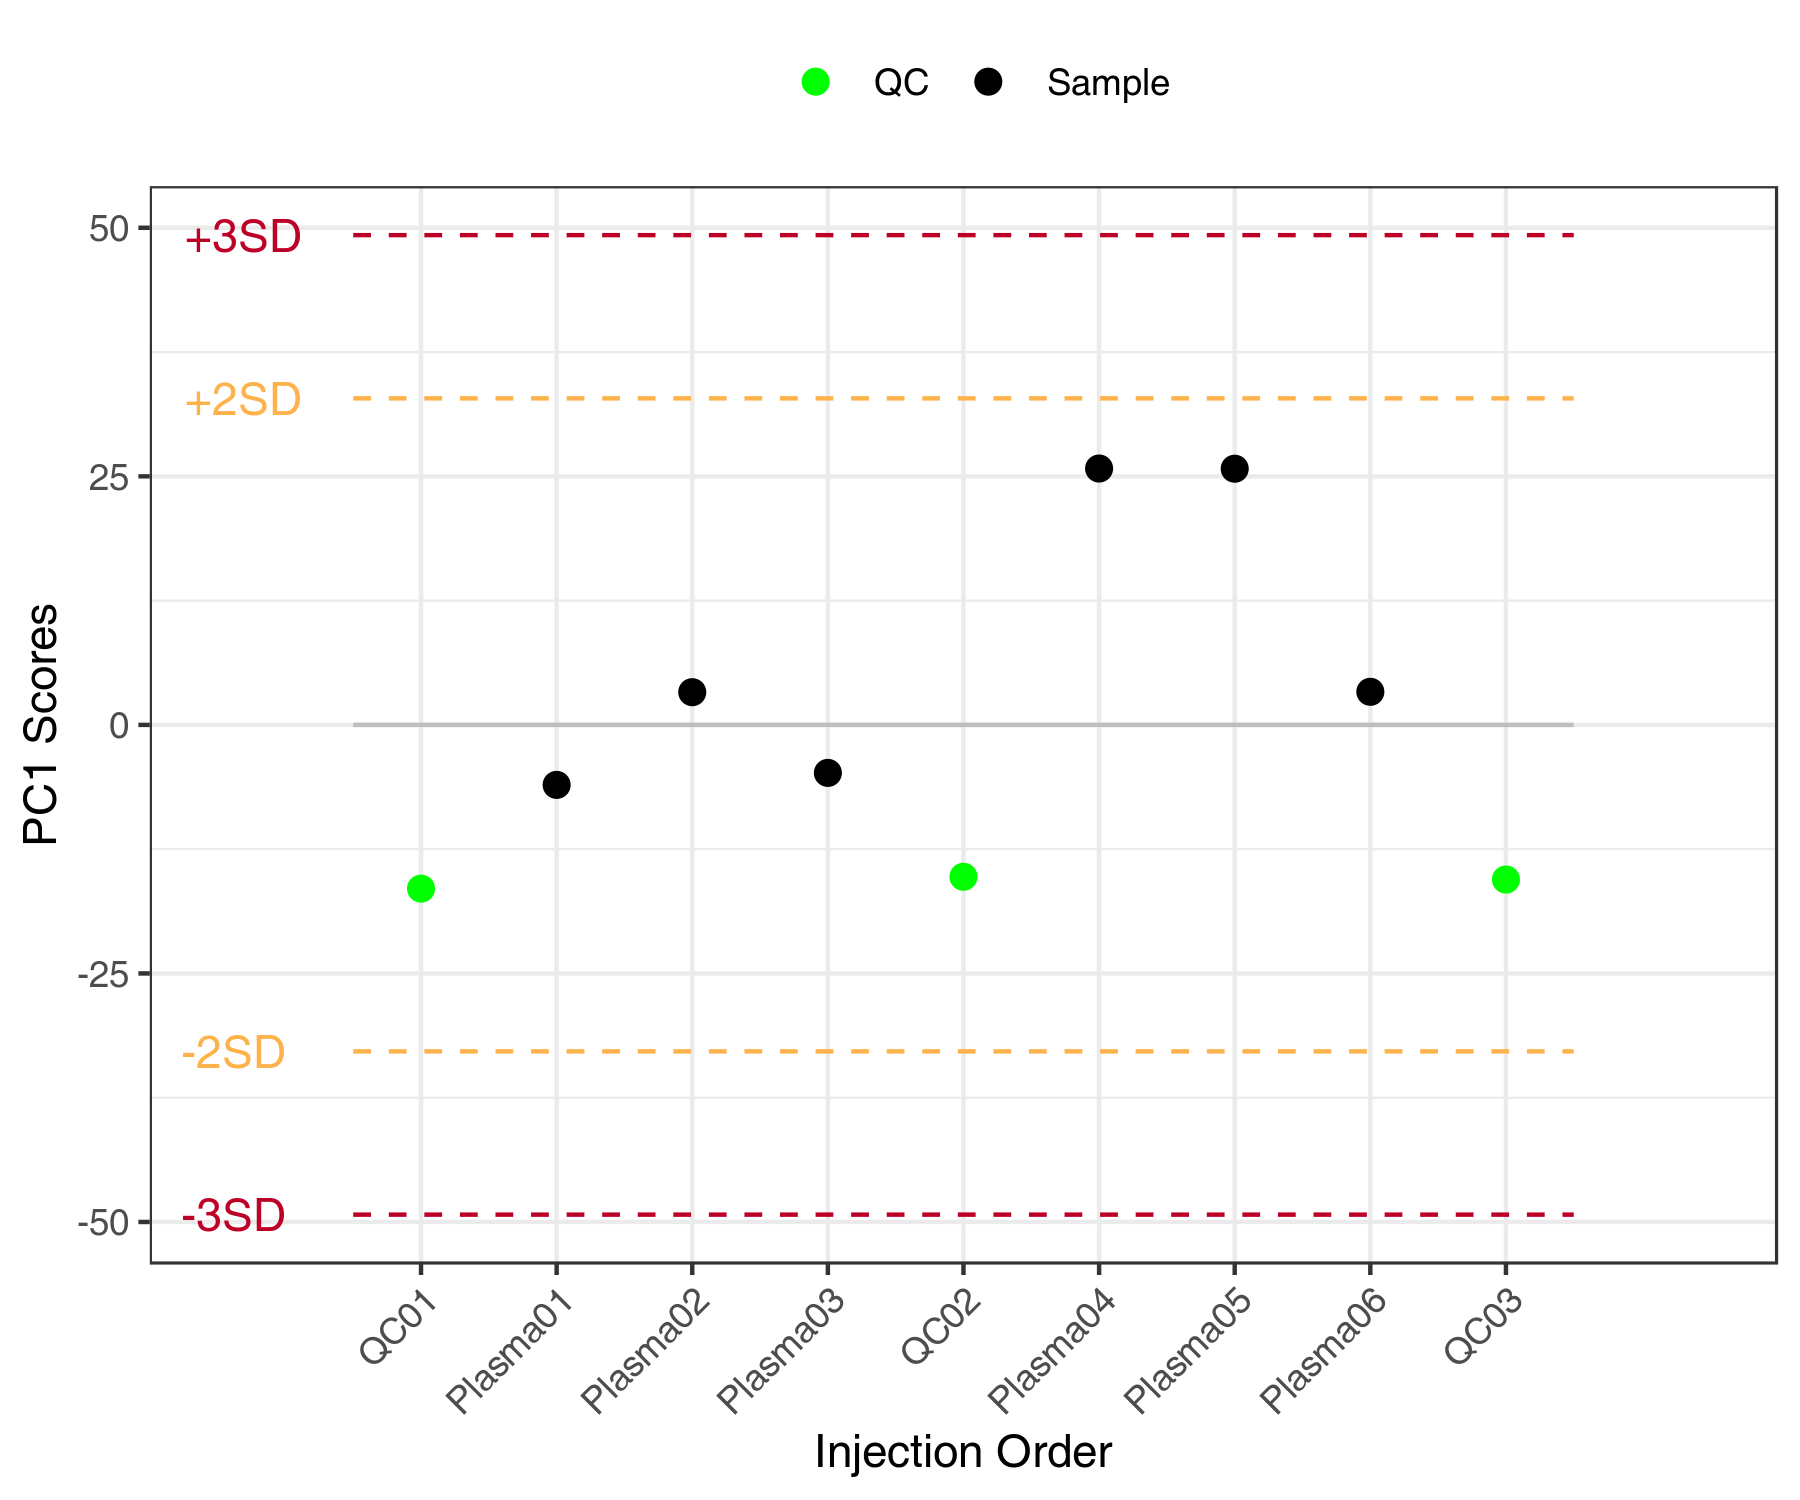 QC Sample
50
25
0
-25
-50
+3SD
+2SD
-2SD
-3SD
PC1 Scores
QC01
Plasma01
Plasma02
Plasma03
QC02
Plasma04
Plasma05
Plasma06
QC03
Injection Order